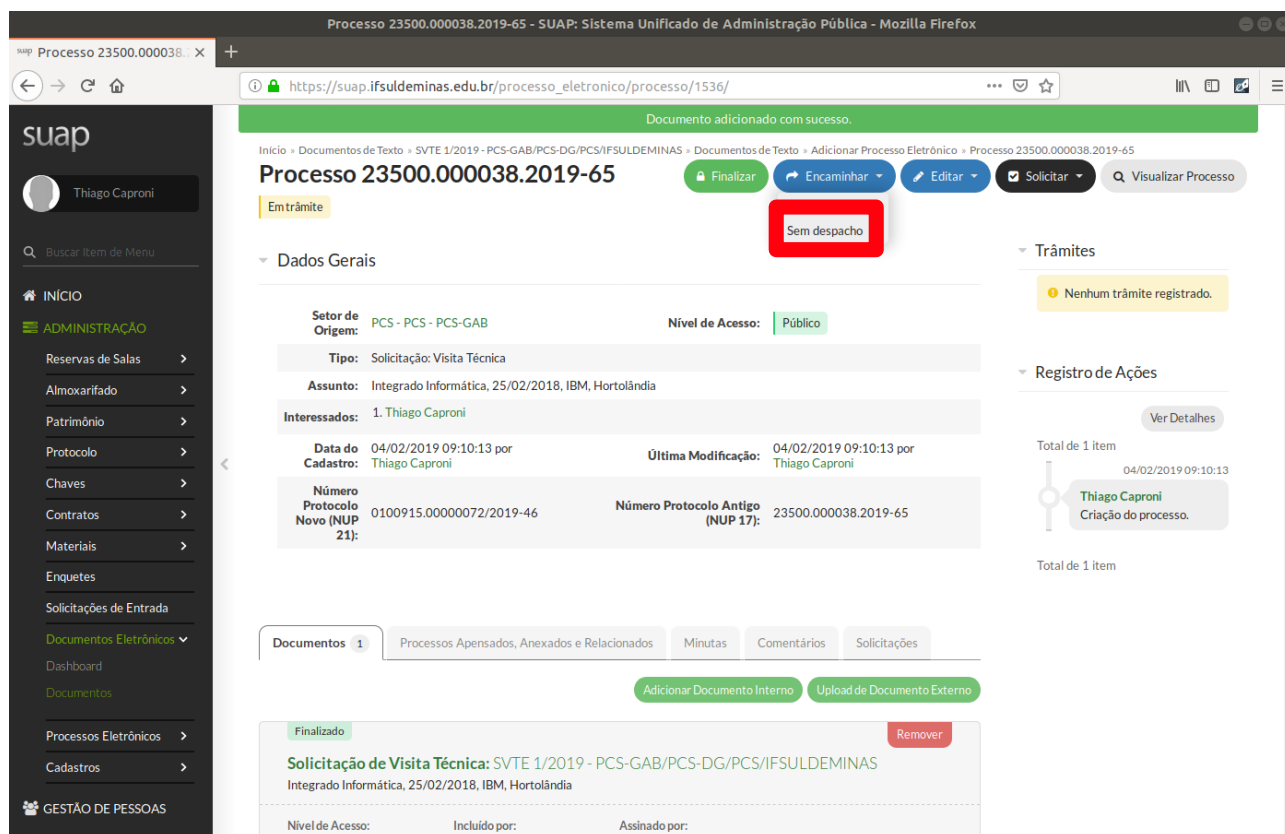 Processo 23500.000038.2019-65 - SUAP: Sistema Unificado de Administração Pública - Mozilla Firefox
suap Processo 23500.000038.
https://suap.ifsuldeminas.edu.br/processo_eletronico/processo/1536/
suap
Thiago Caproni
Buscar Item de Menu
INÍCIO
ADMINISTRAÇÃO
Reservas de Salas
Almoxarifado
Patrimônio
Protocolo
Chaves
Contratos
Materiais
Enquetes
Solicitações de Entrada
Documentos Eletrônicos
Dashboard
Documentos
Processos Eletrônicos
Cadastros
GESTÃO DE PESSOAS
Documento adicionado com sucesso.
Início » Documentos de Texto » SVTE 1/2019 - PCS-GAB/PCS-DG/PCS/IFSULDEMINAS » Documentos de Texto » Adicionar Processo Eletrônico » Processo 23500.000038.2019-65
Processo 23500.000038.2019-65
Finalizar Encaminhar Editar Solicitar Visualizar Processo
Em trâmite
Sem despacho
Dados Gerais
Setor de Origem: PCS - PCS - PCS-GAB Nível de Acesso: Público
Tipo: Solicitação: Visita Técnica
Assunto: Integrado Informática, 25/02/2018, IBM, Hortolândia
Interessados: 1. Thiago Caproni
Data do Cadastro: 04/02/2019 09:10:13 por Thiago Caproni Última Modificação: 04/02/2019 09:10:13 por Thiago Caproni
Número Protocolo Novo (NUP 21): 0100915.00000072/2019-46 Número Protocolo Antigo (NUP 17): 23500.000038.2019-65
Trâmites
Nenhum trâmite registrado.
Registro de Ações
Ver Detalhes
Total de 1 item
04/02/2019 09:10:13
Thiago Caproni
Criação do processo.
Total de 1 item
Documentos 1 Processos Apensados, Anexados e Relacionados Minutas Comentários Solicitações
Adicionar Documento Interno Upload de Documento Externo
Finalizado Remover
Solicitação de Visita Técnica: SVTE 1/2019 - PCS-GAB/PCS-DG/PCS/IFSULDEMINAS
Integrado Informática, 25/02/2018, IBM, Hortolândia
Nível de Acesso: Incluído por: Assinado por: